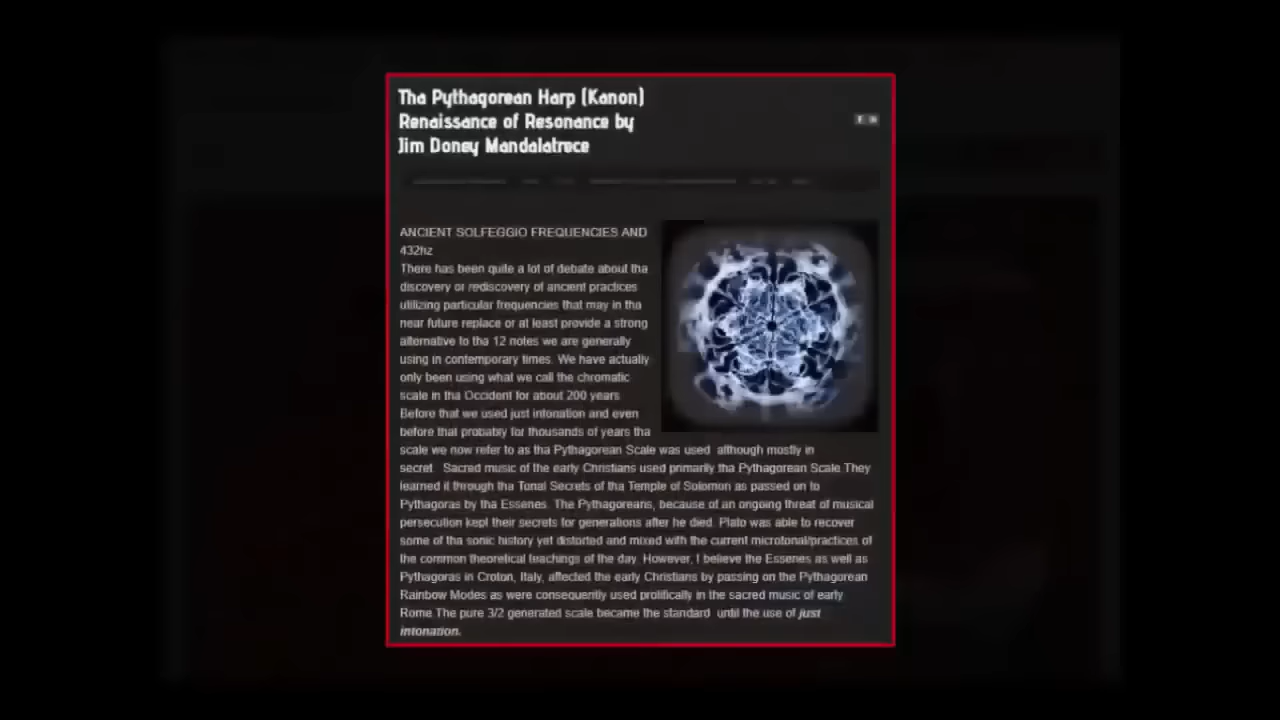 Tha Pythagorean Harp (Kanon)
Renaissance of Resonance by
Jim Doney Mandalatrece
ANCIENT SOLFEGGIO FREQUENCIES AND
432hz
There has been quite a lot of debate about tha
discovery or rediscovery of ancient practices
utilizing particular frequencies that may in tha
near future replace or at least provide a strong
alternative to tha 12 notes we are generally
using in contemporary times. We have actually
only been using what we call the chromatic
scale in tha Occident for about 200 years
Before that we used just intonation and even
before that probably for thousands of years tha
scale we now refer to as tha Pythagorean Scale was used although mostly in
secret. Sacred music of the early Christians used primarily tha Pythagorean Scale They
learned it through tha Tonal Secrets of tha Temple of Solomon as passed on to
Pythagoras by tha Essenes. The Pythagoreans, because of an ongoing threat of musical
persecution kept their secrets for generations after he died. Plato was able to recover
some of tha sonic history yet distorted and mixed with the current microtonal/practices of
the common theoretical teachings of the day. However, I believe the Essenes as well as
Pythagoras in Croton, Italy, affected the early Christians by passing on the Pythagorean
Rainbow Modes as were consequently used prolifically in the sacred music of early
Rome The pure 3/2 generated scale became the standard until the use of just
intonation.